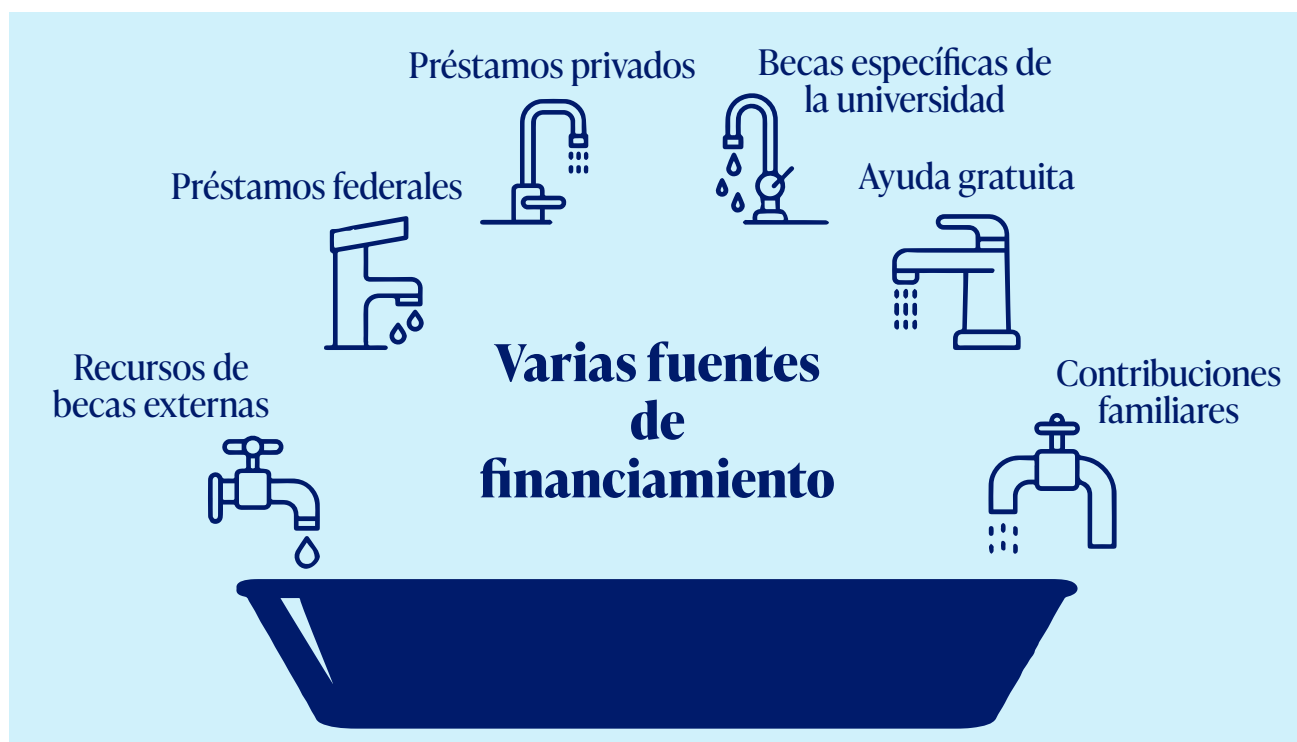 Préstamos privados
Becas específicas de
la universidad
Préstamos federales
Ayuda gratuita
Recursos de
becas externas
Varias fuentes
de
financiamiento
Contribuciones
familiares